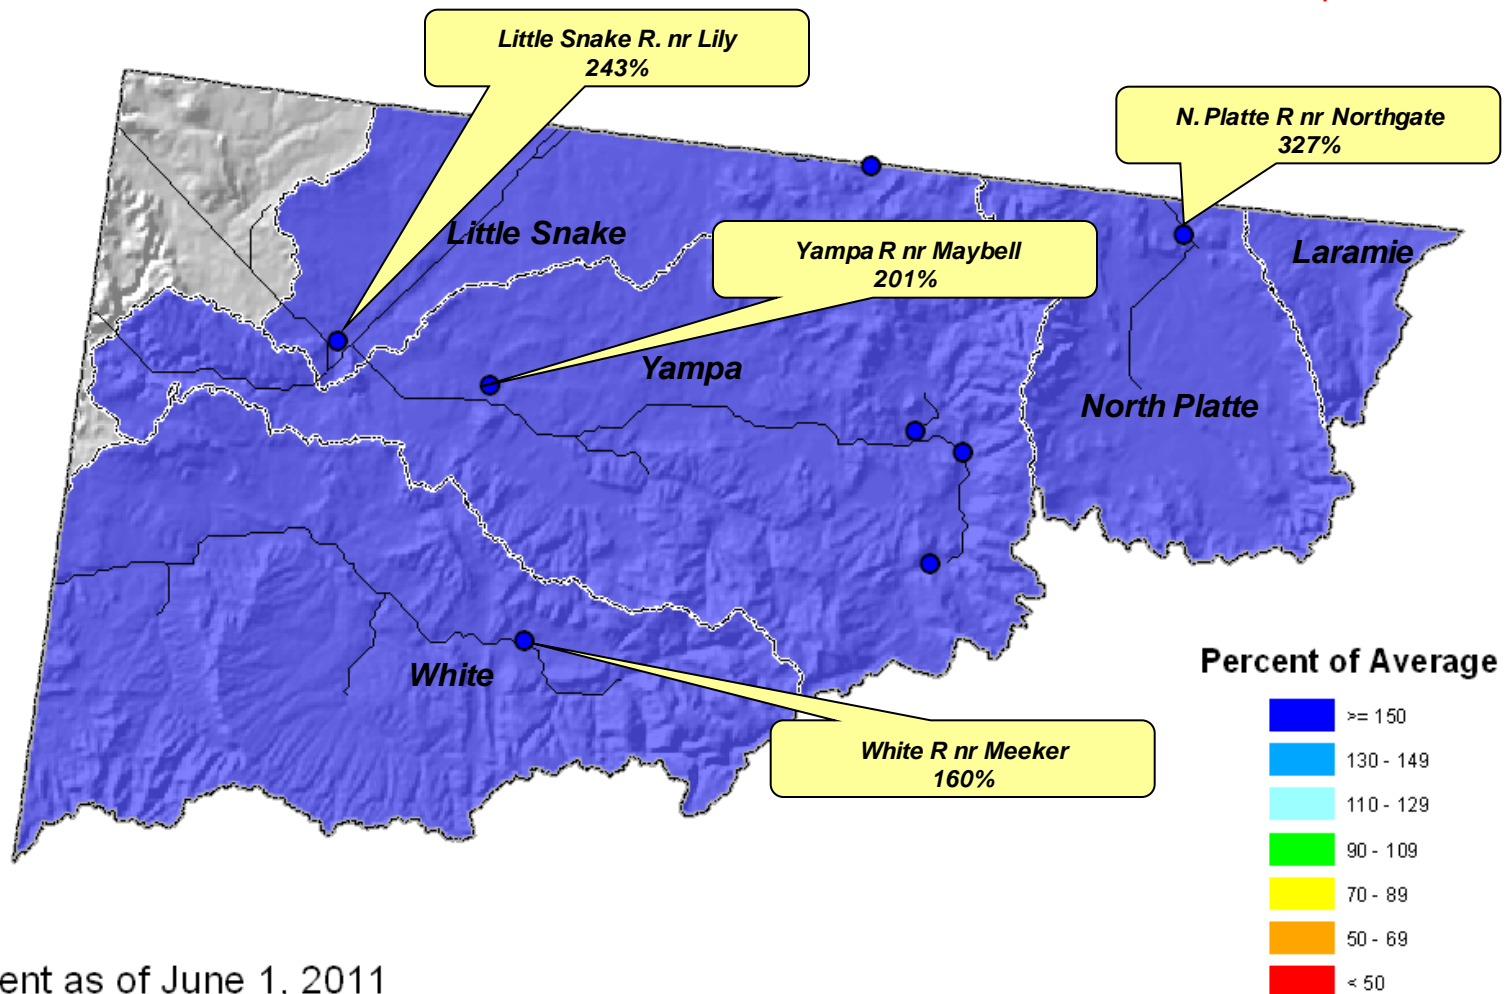 Little Snake R. nr Lily
243%
N. Platte R nr Northgate
327%
Little Snake
Yampa R nr Maybell
201%
Laramie
Yampa
North Platte
White
White R nr Meeker
160%
Percent of Average
>= 150
130 - 149
110 - 129
90 - 109
70 - 89
50 - 69
< 50
ent as of June 1, 2011